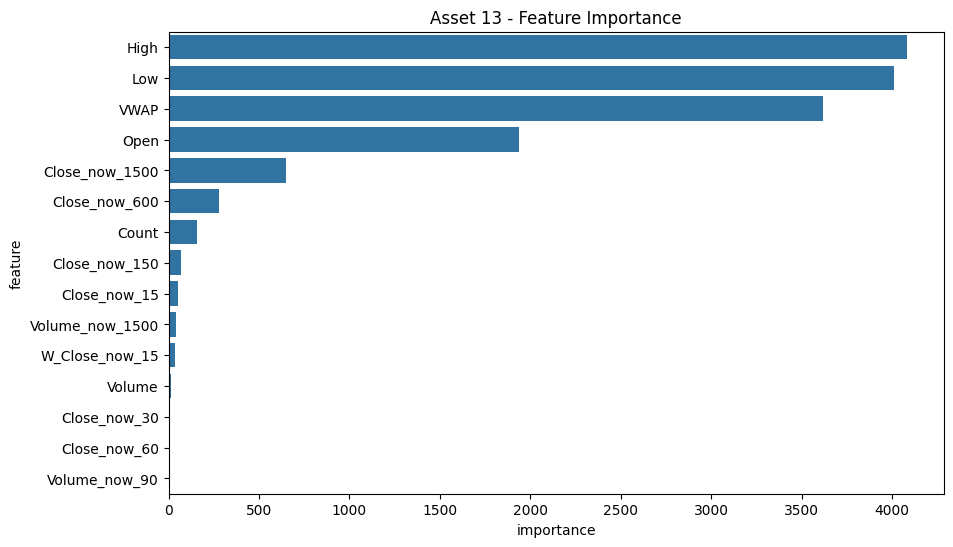 Asset 13 - Feature Importance
feature
High
Low
VWAP
Open
Close_now_1500
Close_now_600
Count
Close_now_150
Close_now_15
Volume_now_1500
W_Close_now_15
Volume
Close_now_30
Close_now_60
Volume_now_90
0 500 1000 1500 2000 2500 3000 3500 4000
importance